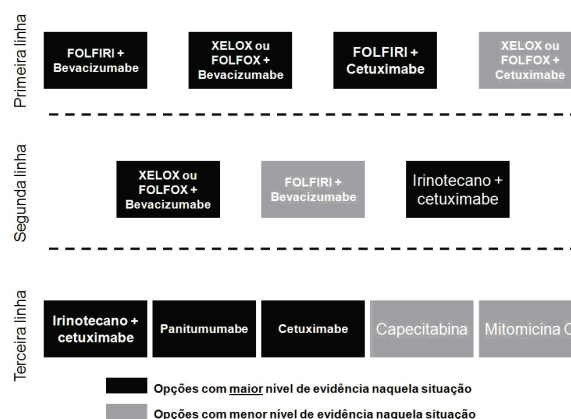 Primeira linha
FOLFIRI +
Bevacizumabe
XELOX ou
FOLFOX +
Bevacizumabe
FOLFIRI +
Cetuximabe
XELOX ou
FOLFOX +
Cetuximabe
Segunda linha
XELOX ou
FOLFOX +
Bevacizumabe
FOLFIRI +
Bevacizumabe
Irinotecano +
cetuximabe
Terceira linha
Irinotecano +
cetuximabe
Panitumumabe
Cetuximabe
Capecitabina
Mitomicina C
Opções com maior nível de evidência naquela situação
Opções com menor nível de evidência naquela situação